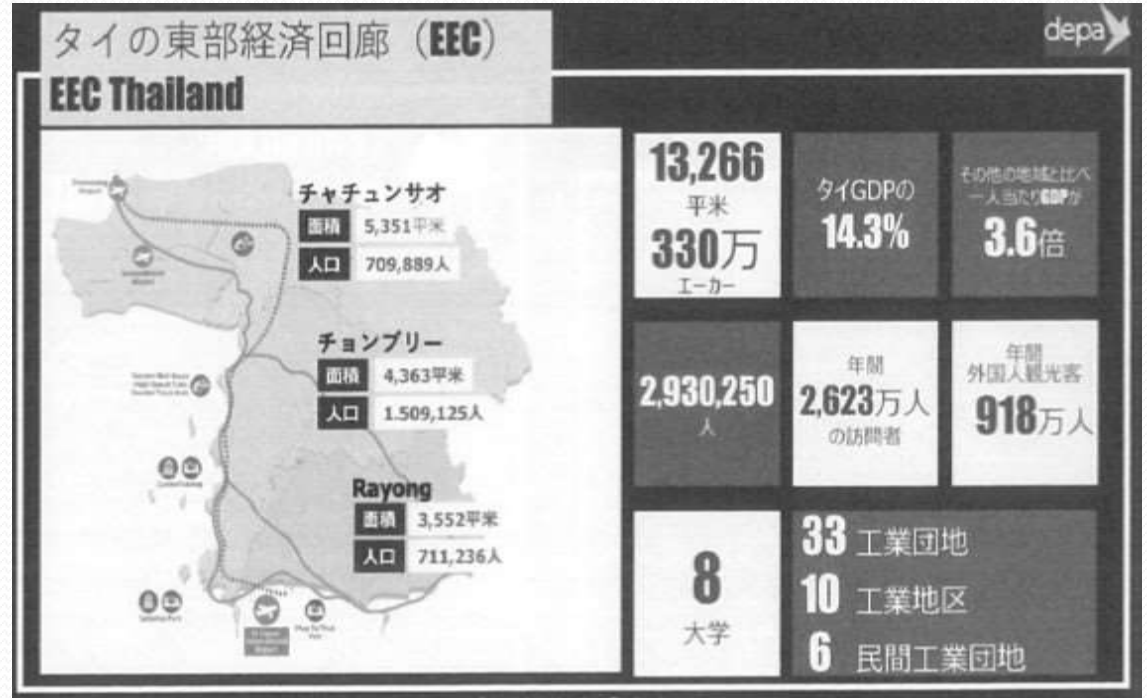 タイの東部経済回廊（EEC）
EEC Thailand
depa
チャチュンサオ
面積 5,351平米
人口 709,889人
チョンブリー
面積 4,363平米
人口 1.509,125人
Rayong
面積 3,552平米
人口 711,236人
13,266
平米
330万
エーカー
タイGDPの
14.3%
その他の地域と比べ
一人当たりGDPが
3.6倍
2,930,250
人
年間
2,623万人
の訪問者
年間
外国人観光客
918万人
8
大学
33 工業団地
10 工業地区
6 民間工業団地